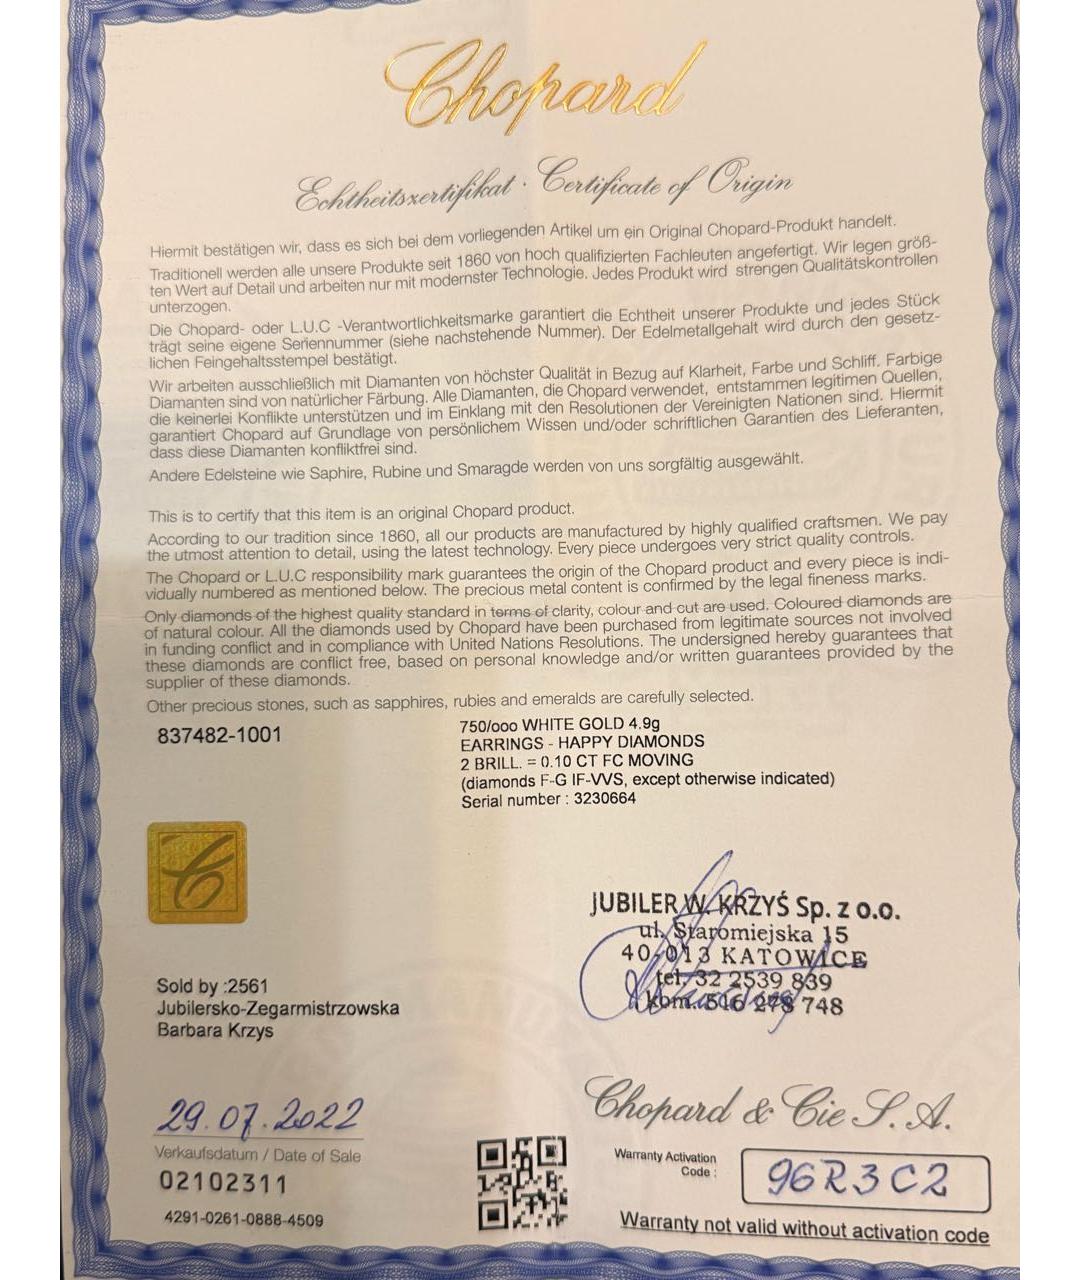 Chopard
Echtheitszertifikat · Certificate of Origin
Hiermit bestätigen wir, dass es sich bei dem vorliegenden Artikel um ein Original Chopard-Produkt handelt.
Traditionell werden alle unsere Produkte seit 1860 von hoch qualifizierten Fachleuten angefertigt. Wir legen größ-
ten Wert auf Detail und arbeiten nur mit modernster Technologie. Jedes Produkt wird strengen Qualitätskontrollen
unterzogen.
Die Chopard- oder L.U.C -Verantwortlichkeitsmarke garantiert die Echtheit unserer Produkte und jedes Stück
trägt seine eigene Seriennummer (siehe nachstehende Nummer). Der Edelmetallgehalt wird durch den gesetz-
lichen Feingehaltsstempel bestätigt.
Wir arbeiten ausschließlich mit Diamanten von höchster Qualität in Bezug auf Klarheit, Farbe und Schliff. Farbige
Diamanten sind von natürlicher Färbung. Alle Diamanten, die Chopard verwendet, entstammen legitimen Quellen,
die keinerlei Konflikte unterstützen und im Einklang mit den Resolutionen der Vereinigten Nationen sind. Hiermit
garantiert Chopard auf Grundlage von persönlichem Wissen und/oder schriftlichen Garantien des Lieferanten,
dass diese Diamanten konfliktfrei sind.
Andere Edelsteine wie Saphire, Rubine und Smaragde werden von uns sorgfältig ausgewählt.
This is to certify that this item is an original Chopard product.
According to our tradition since 1860, all our products are manufactured by highly qualified craftsmen. We pay
the utmost attention to detail, using the latest technology. Every piece undergoes very strict quality controls.
The Chopard or L.U.C responsibility mark guarantees the origin of the Chopard product and every piece is indi-
vidually numbered as mentioned below. The precious metal content is confirmed by the legal fineness marks.
Only diamonds of the highest quality standard in terms of clarity, colour and cut are used. Coloured diamonds are
of natural colour. All the diamonds used by Chopard have been purchased from legitimate sources not involved
in funding conflict and in compliance with United Nations Resolutions. The undersigned hereby guarantees that
these diamonds are conflict free, based on personal knowledge and/or written guarantees provided by the
supplier of these diamonds.
Other precious stones, such as sapphires, rubies and emeralds are carefully selected.
837482-1001
750/ooo WHITE GOLD 4.9g
EARRINGS - HAPPY DIAMONDS
2 BRILL. = 0.10 CT FC MOVING
(diamonds F-G IF-VVS, except otherwise indicated)
Serial number : 3230664
JUBILER W. KRZYŚ Sp. z o.o.
ul. Staromiejska 15
40-013 KATOWICE
tel. 32 2539 839
kom. 516 278 748
Sold by :2561
Jubilersko-Zegarmistrzowska
Barbara Krzys
29.07.2022
Verkaufsdatum / Date of Sale
02102311
4291-0261-0888-4509
Chopard & Cie S.A.
Warranty Activation
Code :
96R3C2
Warranty not valid without activation code